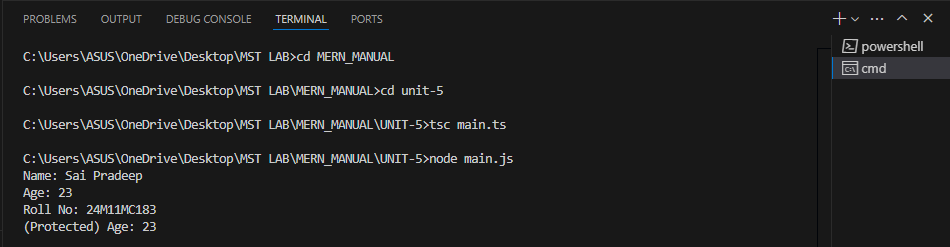 PROBLEMS OUTPUT DEBUG CONSOLE TERMINAL PORTS
C:\Users\ASUS\OneDrive\Desktop\MST LAB>cd MERN_MANUAL
C:\Users\ASUS\OneDrive\Desktop\MST LAB\MERN_MANUAL>cd unit-5
C:\Users\ASUS\OneDrive\Desktop\MST LAB\MERN_MANUAL\UNIT-5>tsc main.ts
C:\Users\ASUS\OneDrive\Desktop\MST LAB\MERN_MANUAL\UNIT-5>node main.js
Name: Sai Pradeep
Age: 23
Roll No: 24M11MC183
(Protected) Age: 23
powershell
cmd